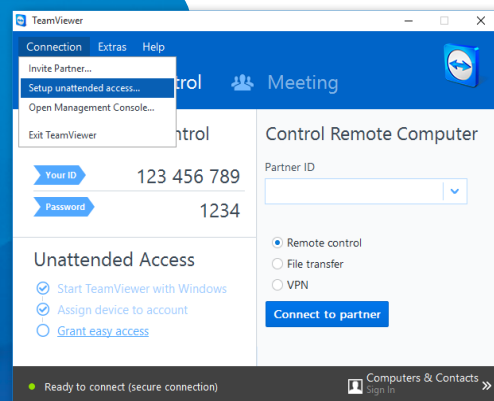 TeamViewer
Connection Extras Help
Invite Partner...
Setup unattended access...
Open Management Console...
Exit TeamViewer
Meeting
Control Remote Computer
Your ID 123 456 789
Password 1234
Partner ID
Remote control
File transfer
VPN
Connect to partner
Unattended Access
Start TeamViewer with Windows
Assign device to account
Grant easy access
Ready to connect (secure connection)
Computers & Contacts
Sign In